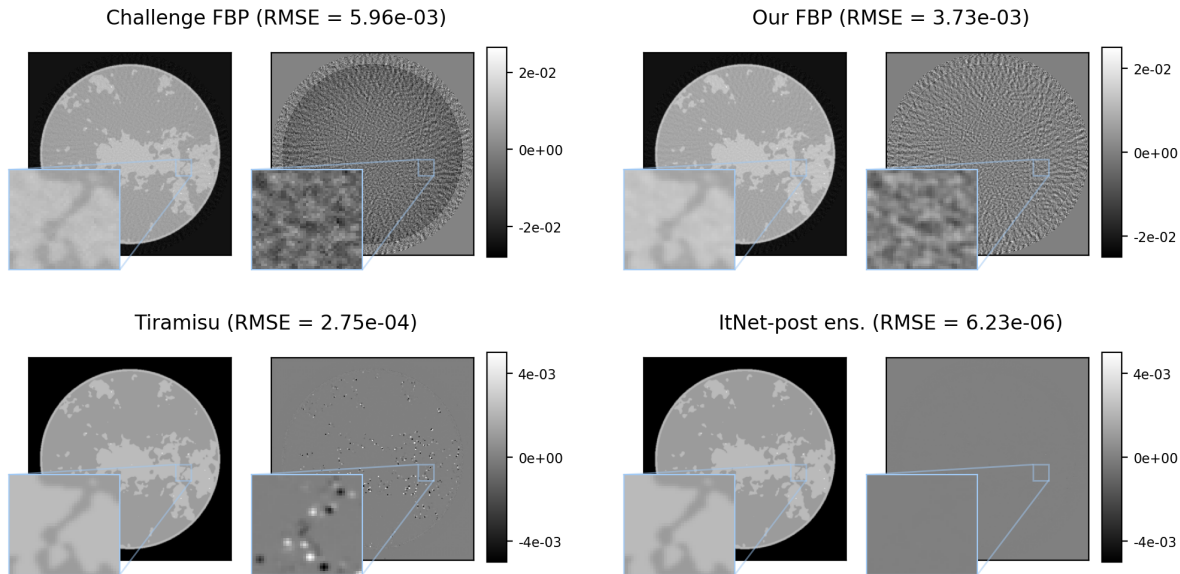 Challenge FBP (RMSE = 5.96e-03)
2e-02
0e+00
-2e-02
Our FBP (RMSE = 3.73e-03)
2e-02
0e+00
-2e-02
Tiramisu (RMSE = 2.75e-04)
4e-03
0e+00
-4e-03
ItNet-post ens. (RMSE = 6.23e-06)
4e-03
0e+00
-4e-03